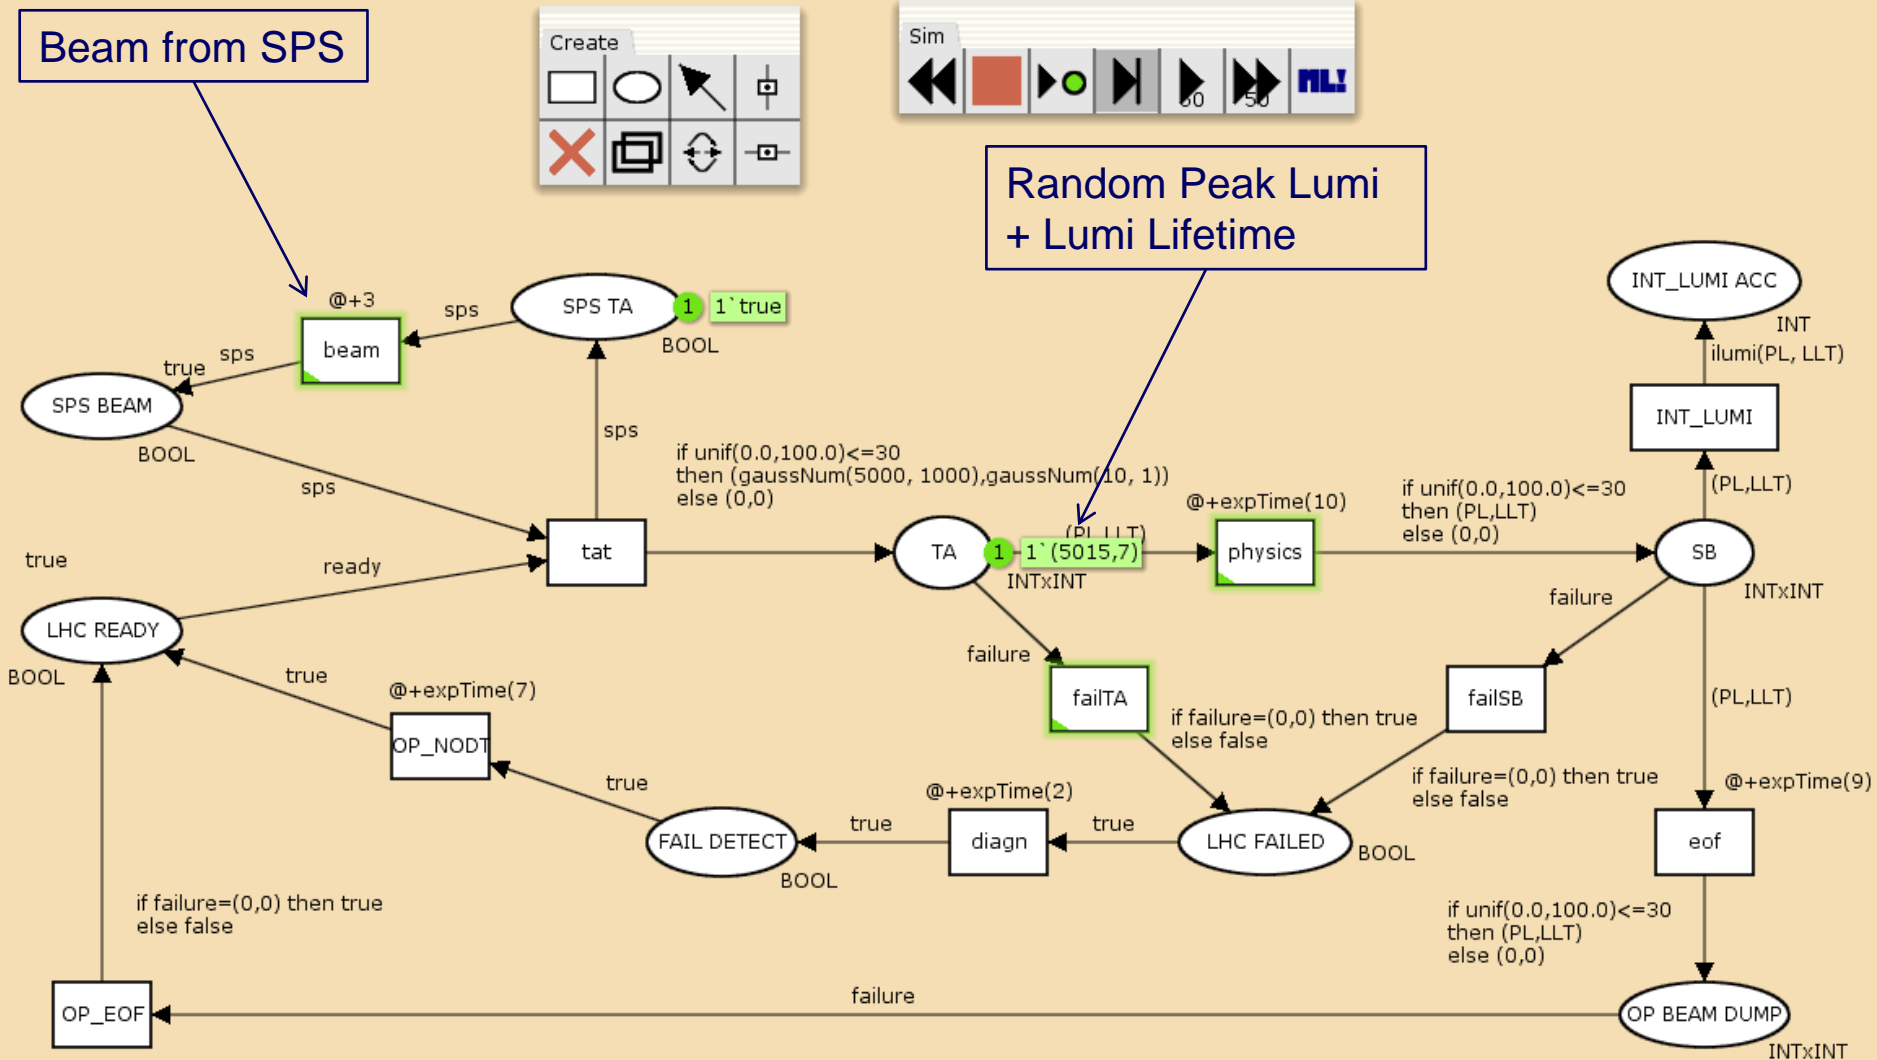 Beam from SPS
Create
Sim
50
50
ML!
Random Peak Lumi
+ Lumi Lifetime
@+3
sps
SPS TA
1
1`true
BOOL
beam
true
sps
SPS BEAM
BOOL
sps
sps
INT_LUMI ACC
INT
ilumi(PL, LLT)
INT_LUMI
(PL,LLT)
if unif(0.0,100.0)<=30
then (gaussNum(5000, 1000),gaussNum(10, 1))
else (0,0)
@+expTime(10)
if unif(0.0,100.0)<=30
then (PL,LLT)
else (0,0)
true
ready
tat
TA
1
1`(5015,7)
(PL,LLT)
INTxINT
physics
SB
INTxINT
LHC READY
BOOL
failure
failure
true
@+expTime(7)
OP_NODT
failTA
if failure=(0,0) then true
else false
failSB
(PL,LLT)
true
@+expTime(2)
if failure=(0,0) then true
else false
@+expTime(9)
FAIL DETECT
BOOL
true
diagn
true
LHC FAILED
BOOL
eof
if failure=(0,0) then true
else false
if unif(0.0,100.0)<=30
then (PL,LLT)
else (0,0)
OP_EOF
failure
OP BEAM DUMP
INTxINT